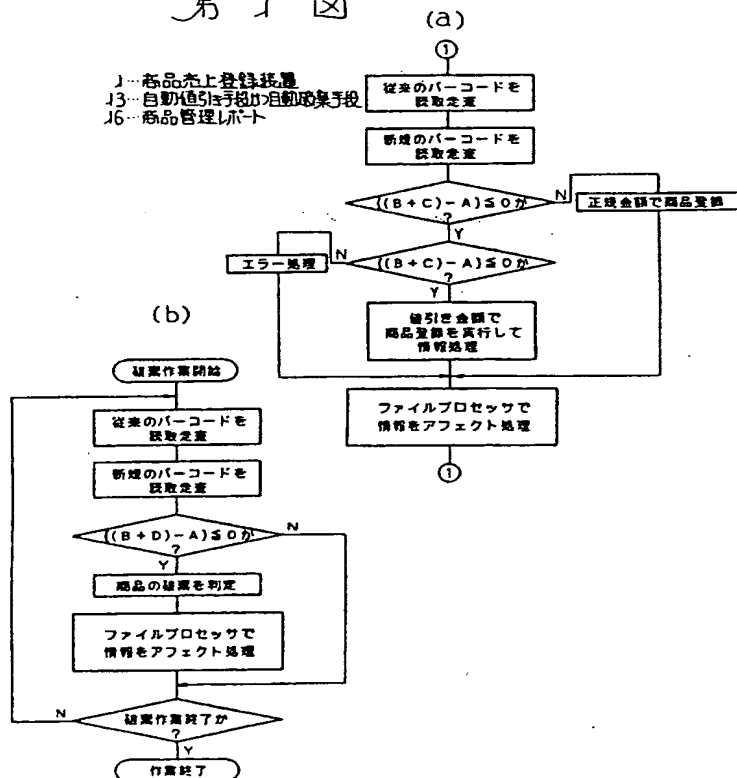 第1図
(a)
1…商品売上登録装置
13…自動値引き手段かつ自動破棄手段
16…商品管理レポート
①
従来のバーコードを
読取走査
新規のバーコードを
読取走査
{(B+C)-A}≦0か
?
N
正規金額で商品登録
Y
エラー処理
N
{(B+C)-A}≦0か
?
Y
値引き金額で
商品登録を実行して
情報処理
ファイルプロセッサで
情報をアフェクト処理
①
(b)
破棄作業開始
従来のバーコードを
読取走査
新規のバーコードを
読取走査
{(B+D)-A}≦0か
?
N
Y
商品の破棄を判定
ファイルプロセッサで
情報をアフェクト処理
N
破棄作業終了か
?
Y
作業終了